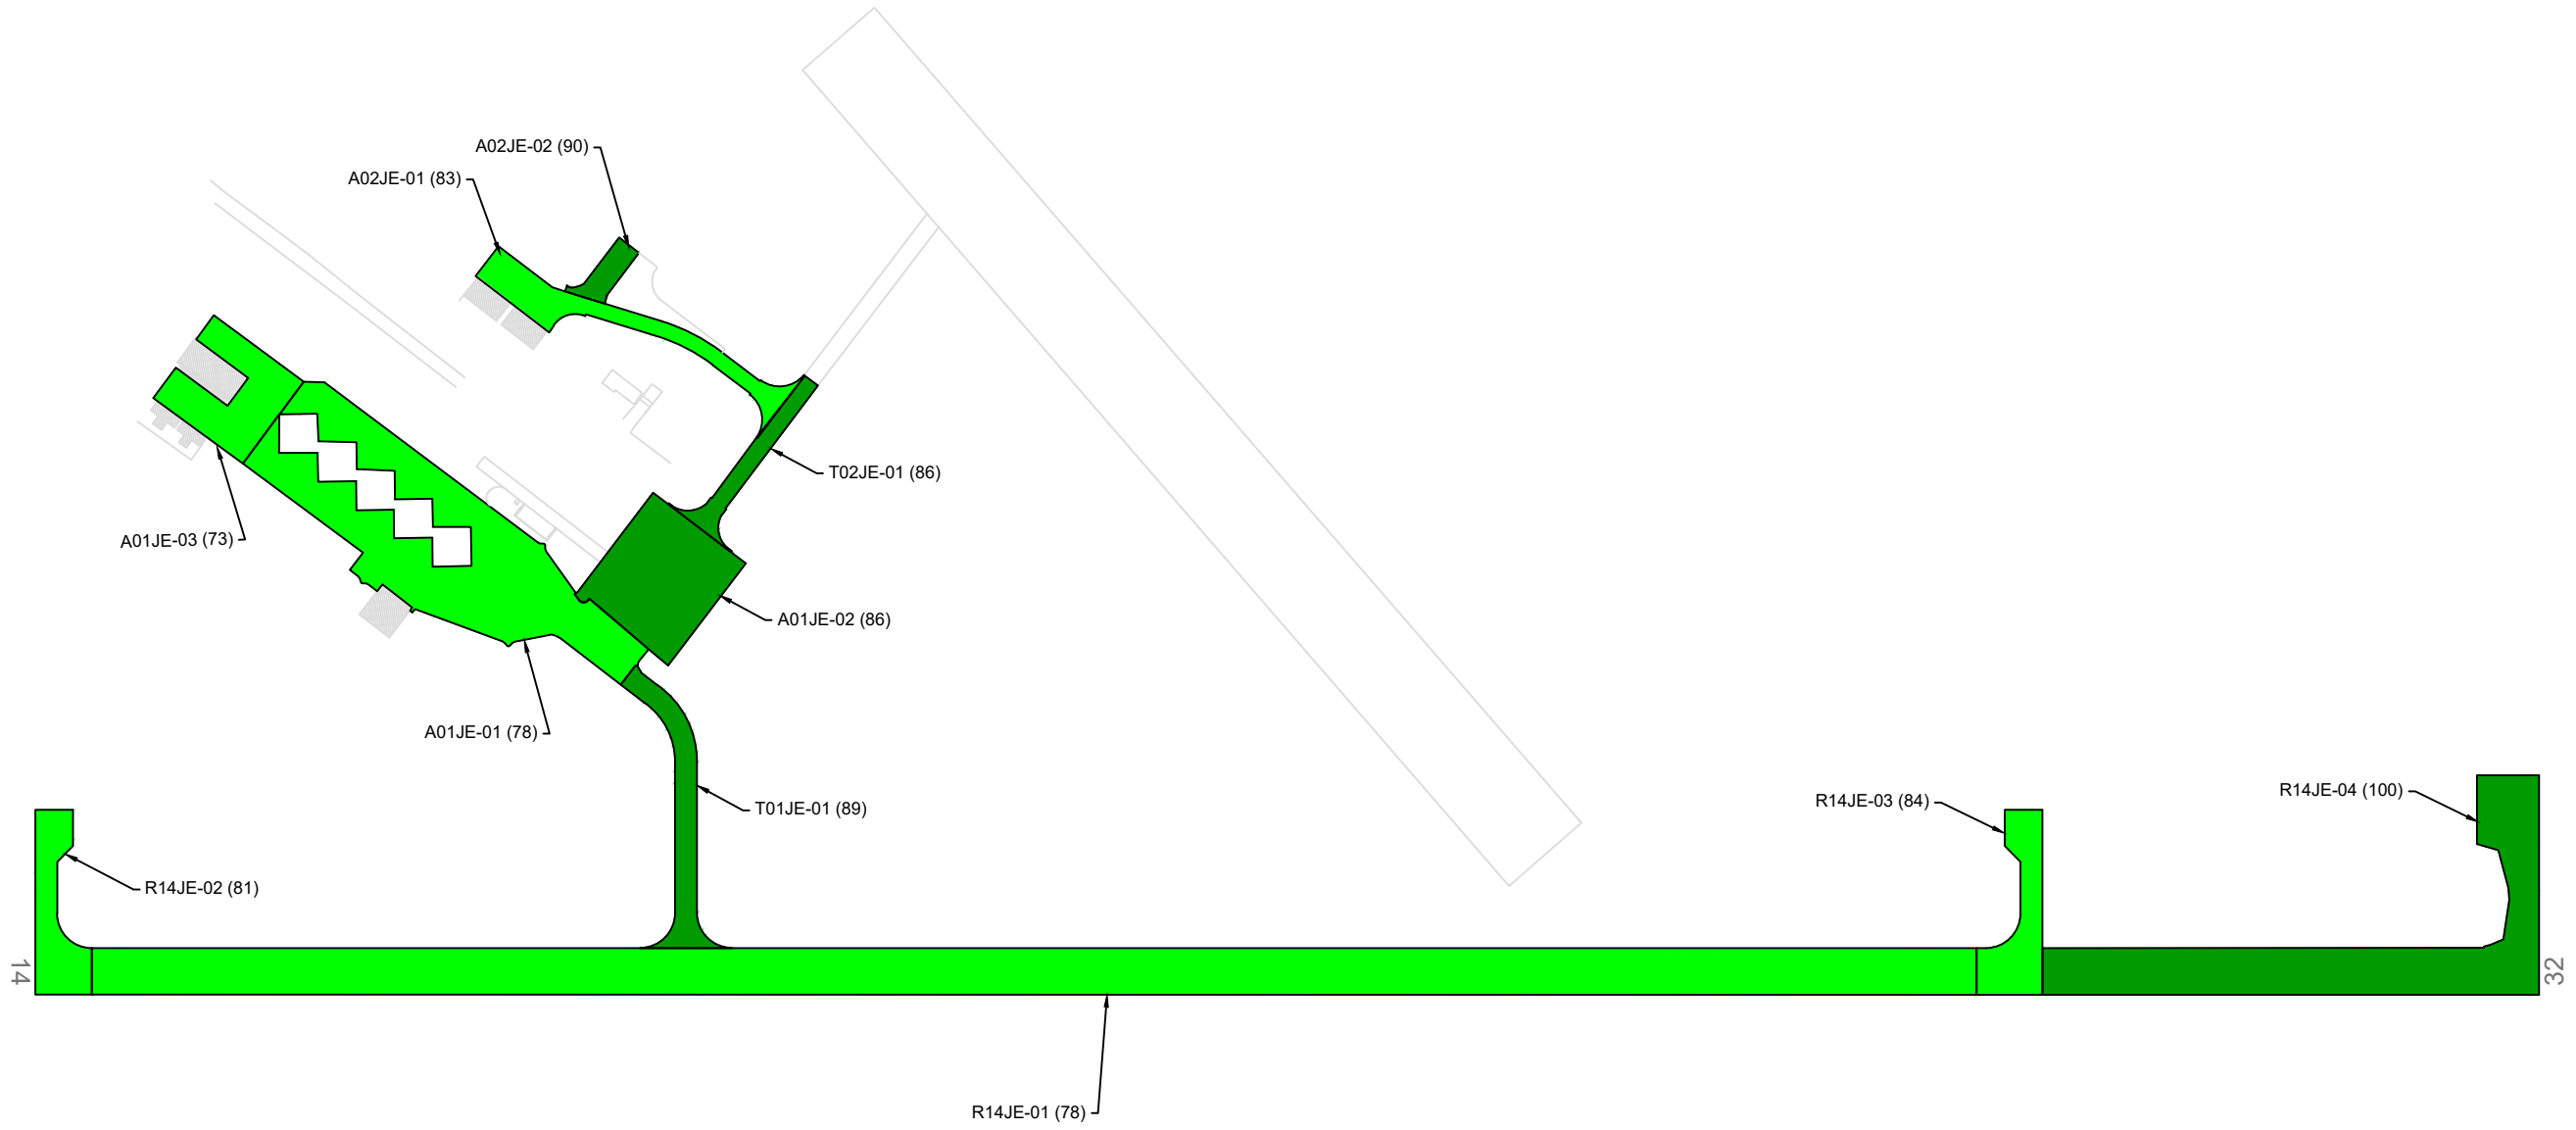 A02JE-02 (90)
A02JE-01 (83)
T02JE-01 (86)
A01JE-03 (73)
A01JE-02 (86)
A01JE-01 (78)
R14JE-04 (100)
R14JE-03 (84)
T01JE-01 (89)
R14JE-02 (81)
14
32
R14JE-01 (78)